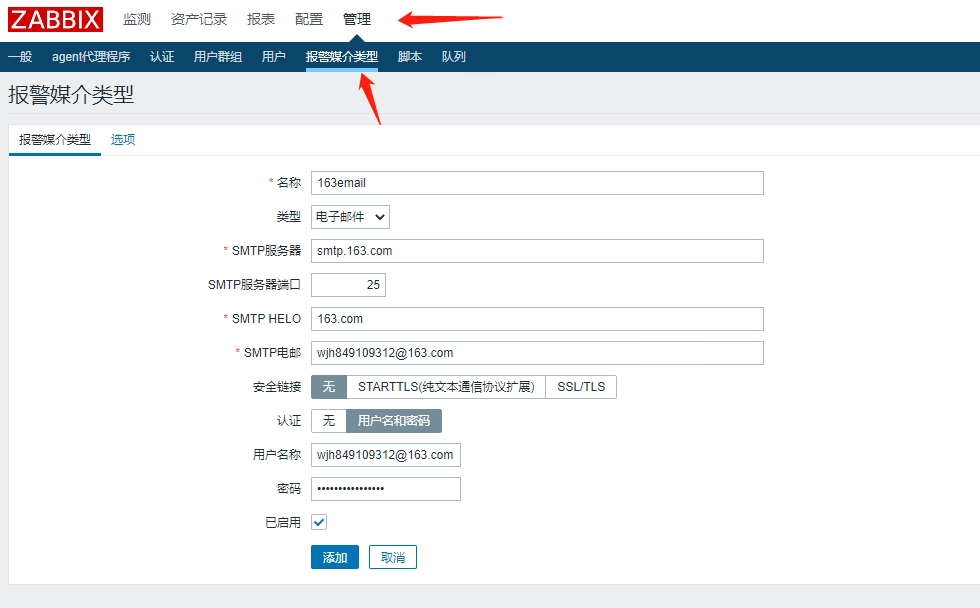 ZABBIX 监测 资产记录 报表 配置 管理
一般 agent代理程序 认证 用户群组 用户 报警媒介类型 脚本 队列
报警媒介类型
报警媒介类型 选项
* 名称 163email
类型 电子邮件
* SMTP服务器 smtp.163.com
SMTP服务器端口 25
* SMTP HELO 163.com
* SMTP电邮 wjh849109312@163.com
安全链接 无 STARTTLS(纯文本通信协议扩展) SSL/TLS
认证 无 用户名和密码
用户名称 wjh849109312@163.com
密码 ••••••••••••••••
已启用
添加 取消